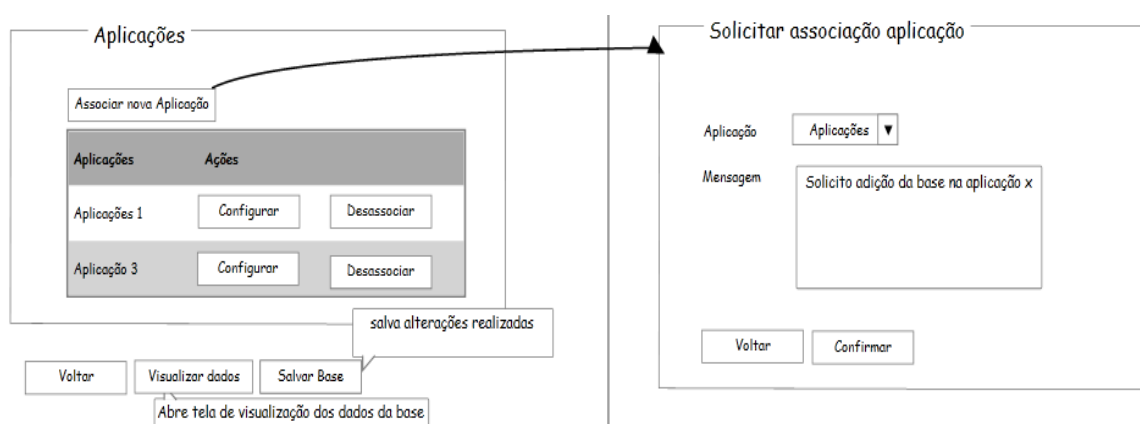 Aplicações
Associar nova Aplicação
Aplicações Ações
Aplicações 1 Configurar Desassociar
Aplicação 3 Configurar Desassociar
salva alterações realizadas
Voltar Visualizar dados Salvar Base
Abre tela de visualização dos dados da base
Solicitar associação aplicação
Aplicação Aplicações ▼
Mensagem Solicito adição da base na aplicação x
Voltar Confirmar